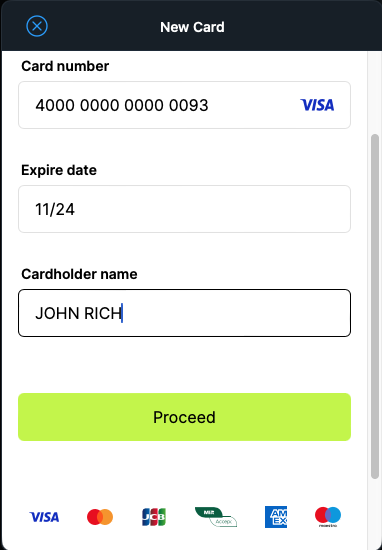 New Card
Card number
4000 0000 0000 0093 VISA
Expire date
11/24
Cardholder name
JOHN RICH
Proceed
VISA JCB Mir Accept AM EX maestro